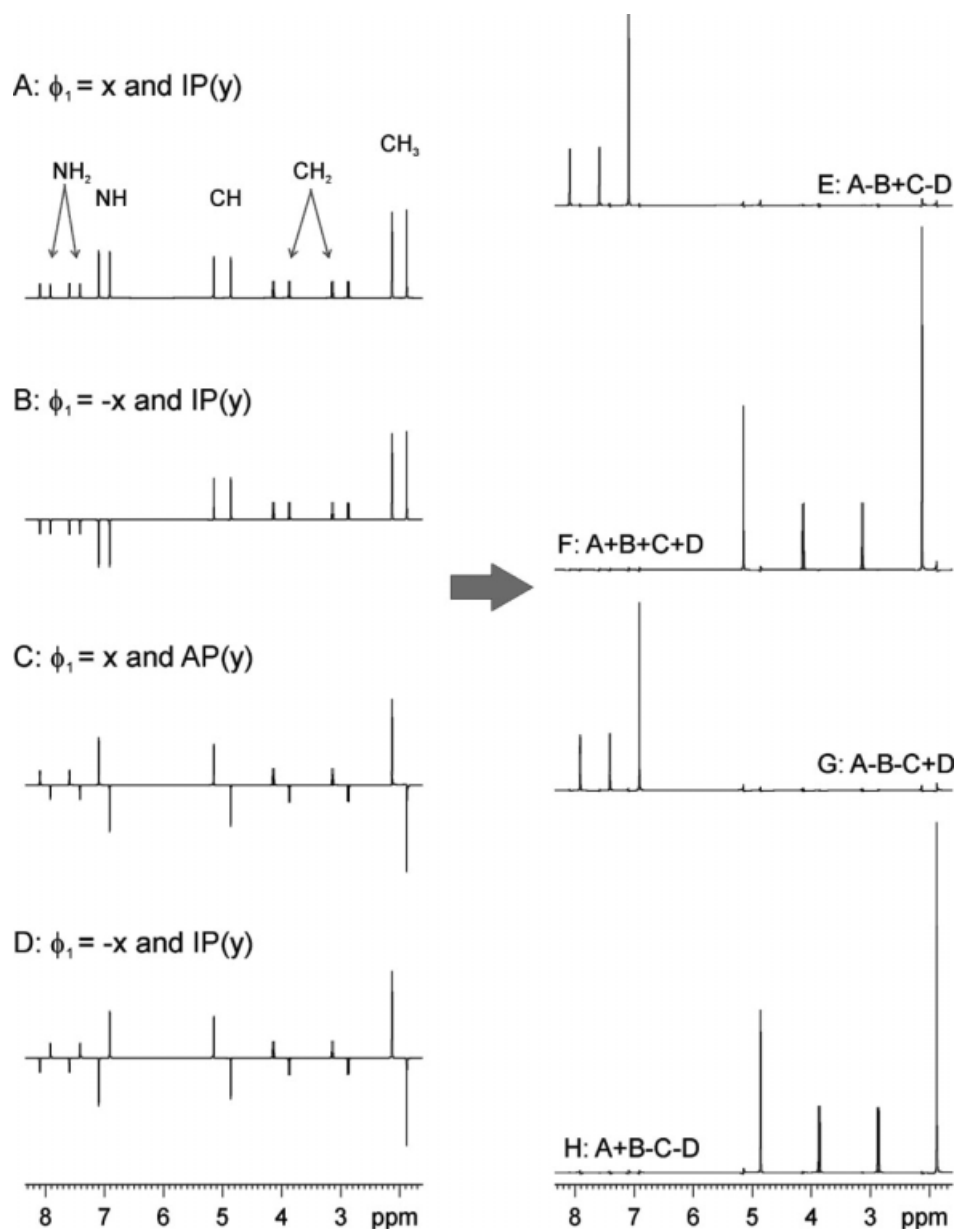 A: ϕ₁ = x and IP(y)
NH₂
NH
CH
CH₂
CH₃
B: ϕ₁ = -x and IP(y)
C: ϕ₁ = x and AP(y)
D: ϕ₁ = -x and IP(y)
8 7 6 5 4 3 ppm
E: A-B+C-D
F: A+B+C+D
G: A-B-C+D
H: A+B-C-D
8 7 6 5 4 3 ppm